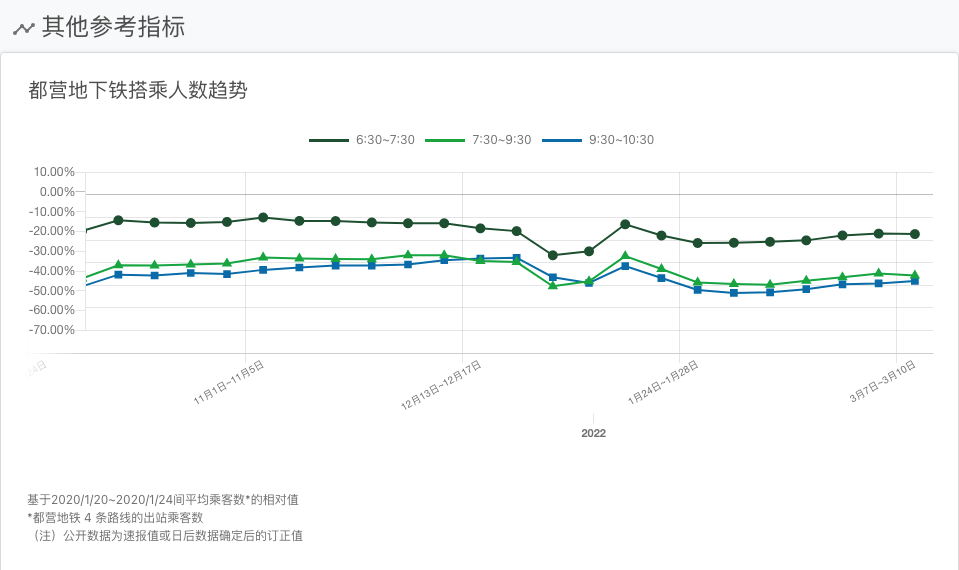 其他参考指标
都营地下铁搭乘人数趋势
6:30~7:30 7:30~9:30 9:30~10:30
10.00%
0.00%
-10.00%
-20.00%
-30.00%
-40.00%
-50.00%
-60.00%
-70.00%
24日 11月1日~11月5日 12月13日~12月17日 1月24日~1月28日 3月7日~3月10日
2022
基于2020/1/20~2020/1/24间平均乘客数*的相对值
*都营地铁 4 条路线的出站乘客数
（注）公开数据为速报值或日后数据确定后的订正值